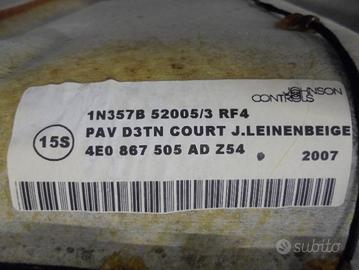 JOHNSON
CONTROLS
1N357B 52005/3 RF4
15S
PAV D3TN COURT J.LEINENBEIGE
4E0 867 505 AD Z54
2007
subito